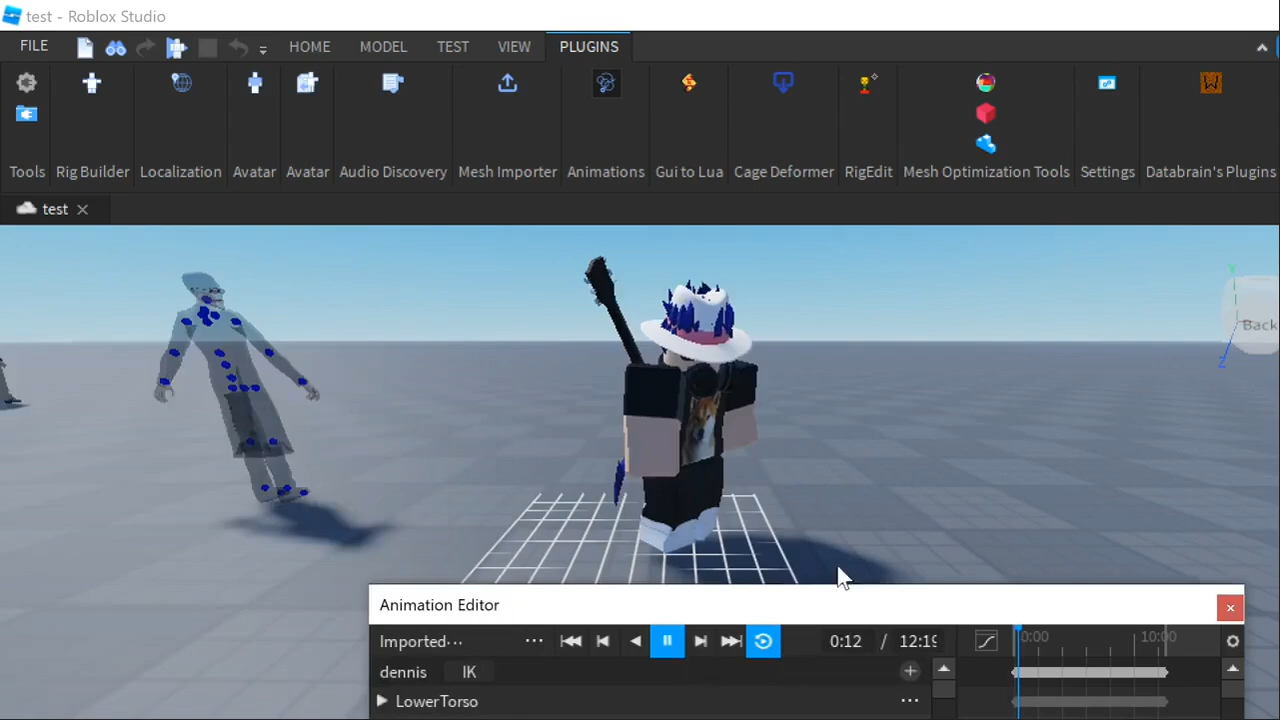 test - Roblox Studio
FILE HOME MODEL TEST VIEW PLUGINS
Tools Rig Builder Localization Avatar Avatar Audio Discovery Mesh Importer Animations Gui to Lua Cage Deformer RigEdit Mesh Optimization Tools Settings Databrain's Plugins
test
Back
Y
Z
Animation Editor
Imported··· 0:12 / 12:19 0:00 10:00
dennis IK
LowerTorso